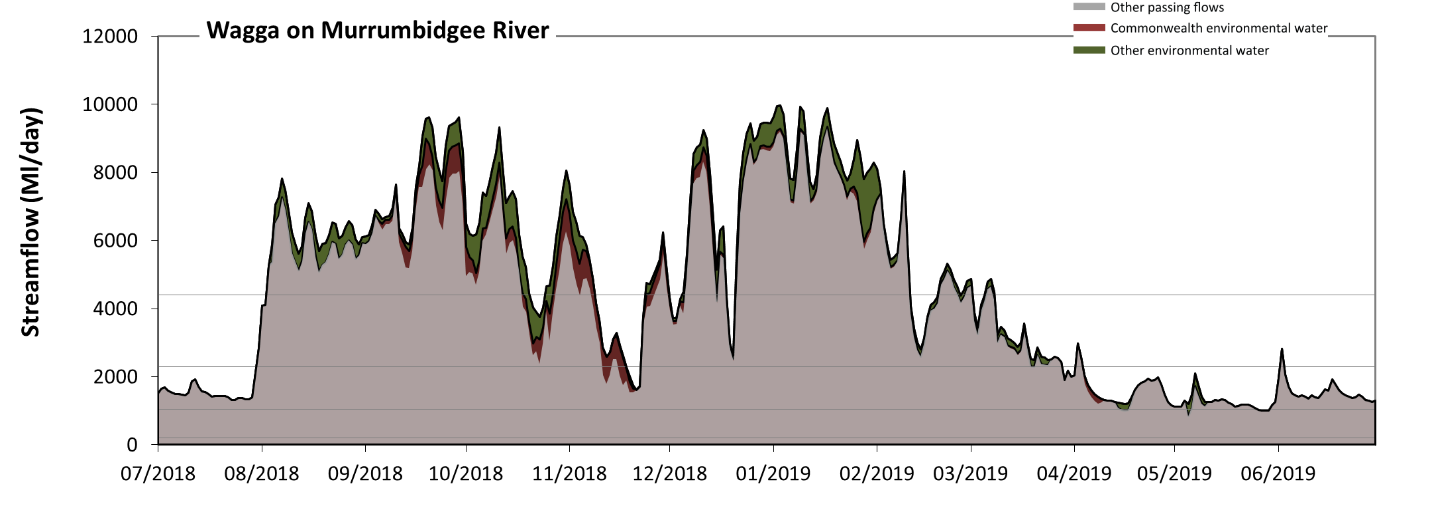 Other passing flows
Wagga on Murrumbidgee River
Commonwealth environmental water
Other environmental water
Streamflow (Ml/day)
12000
10000
8000
6000
4000
2000
0
07/2018 08/2018 09/2018 10/2018 11/2018 12/2018 01/2019 02/2019 03/2019 04/2019 05/2019 06/2019